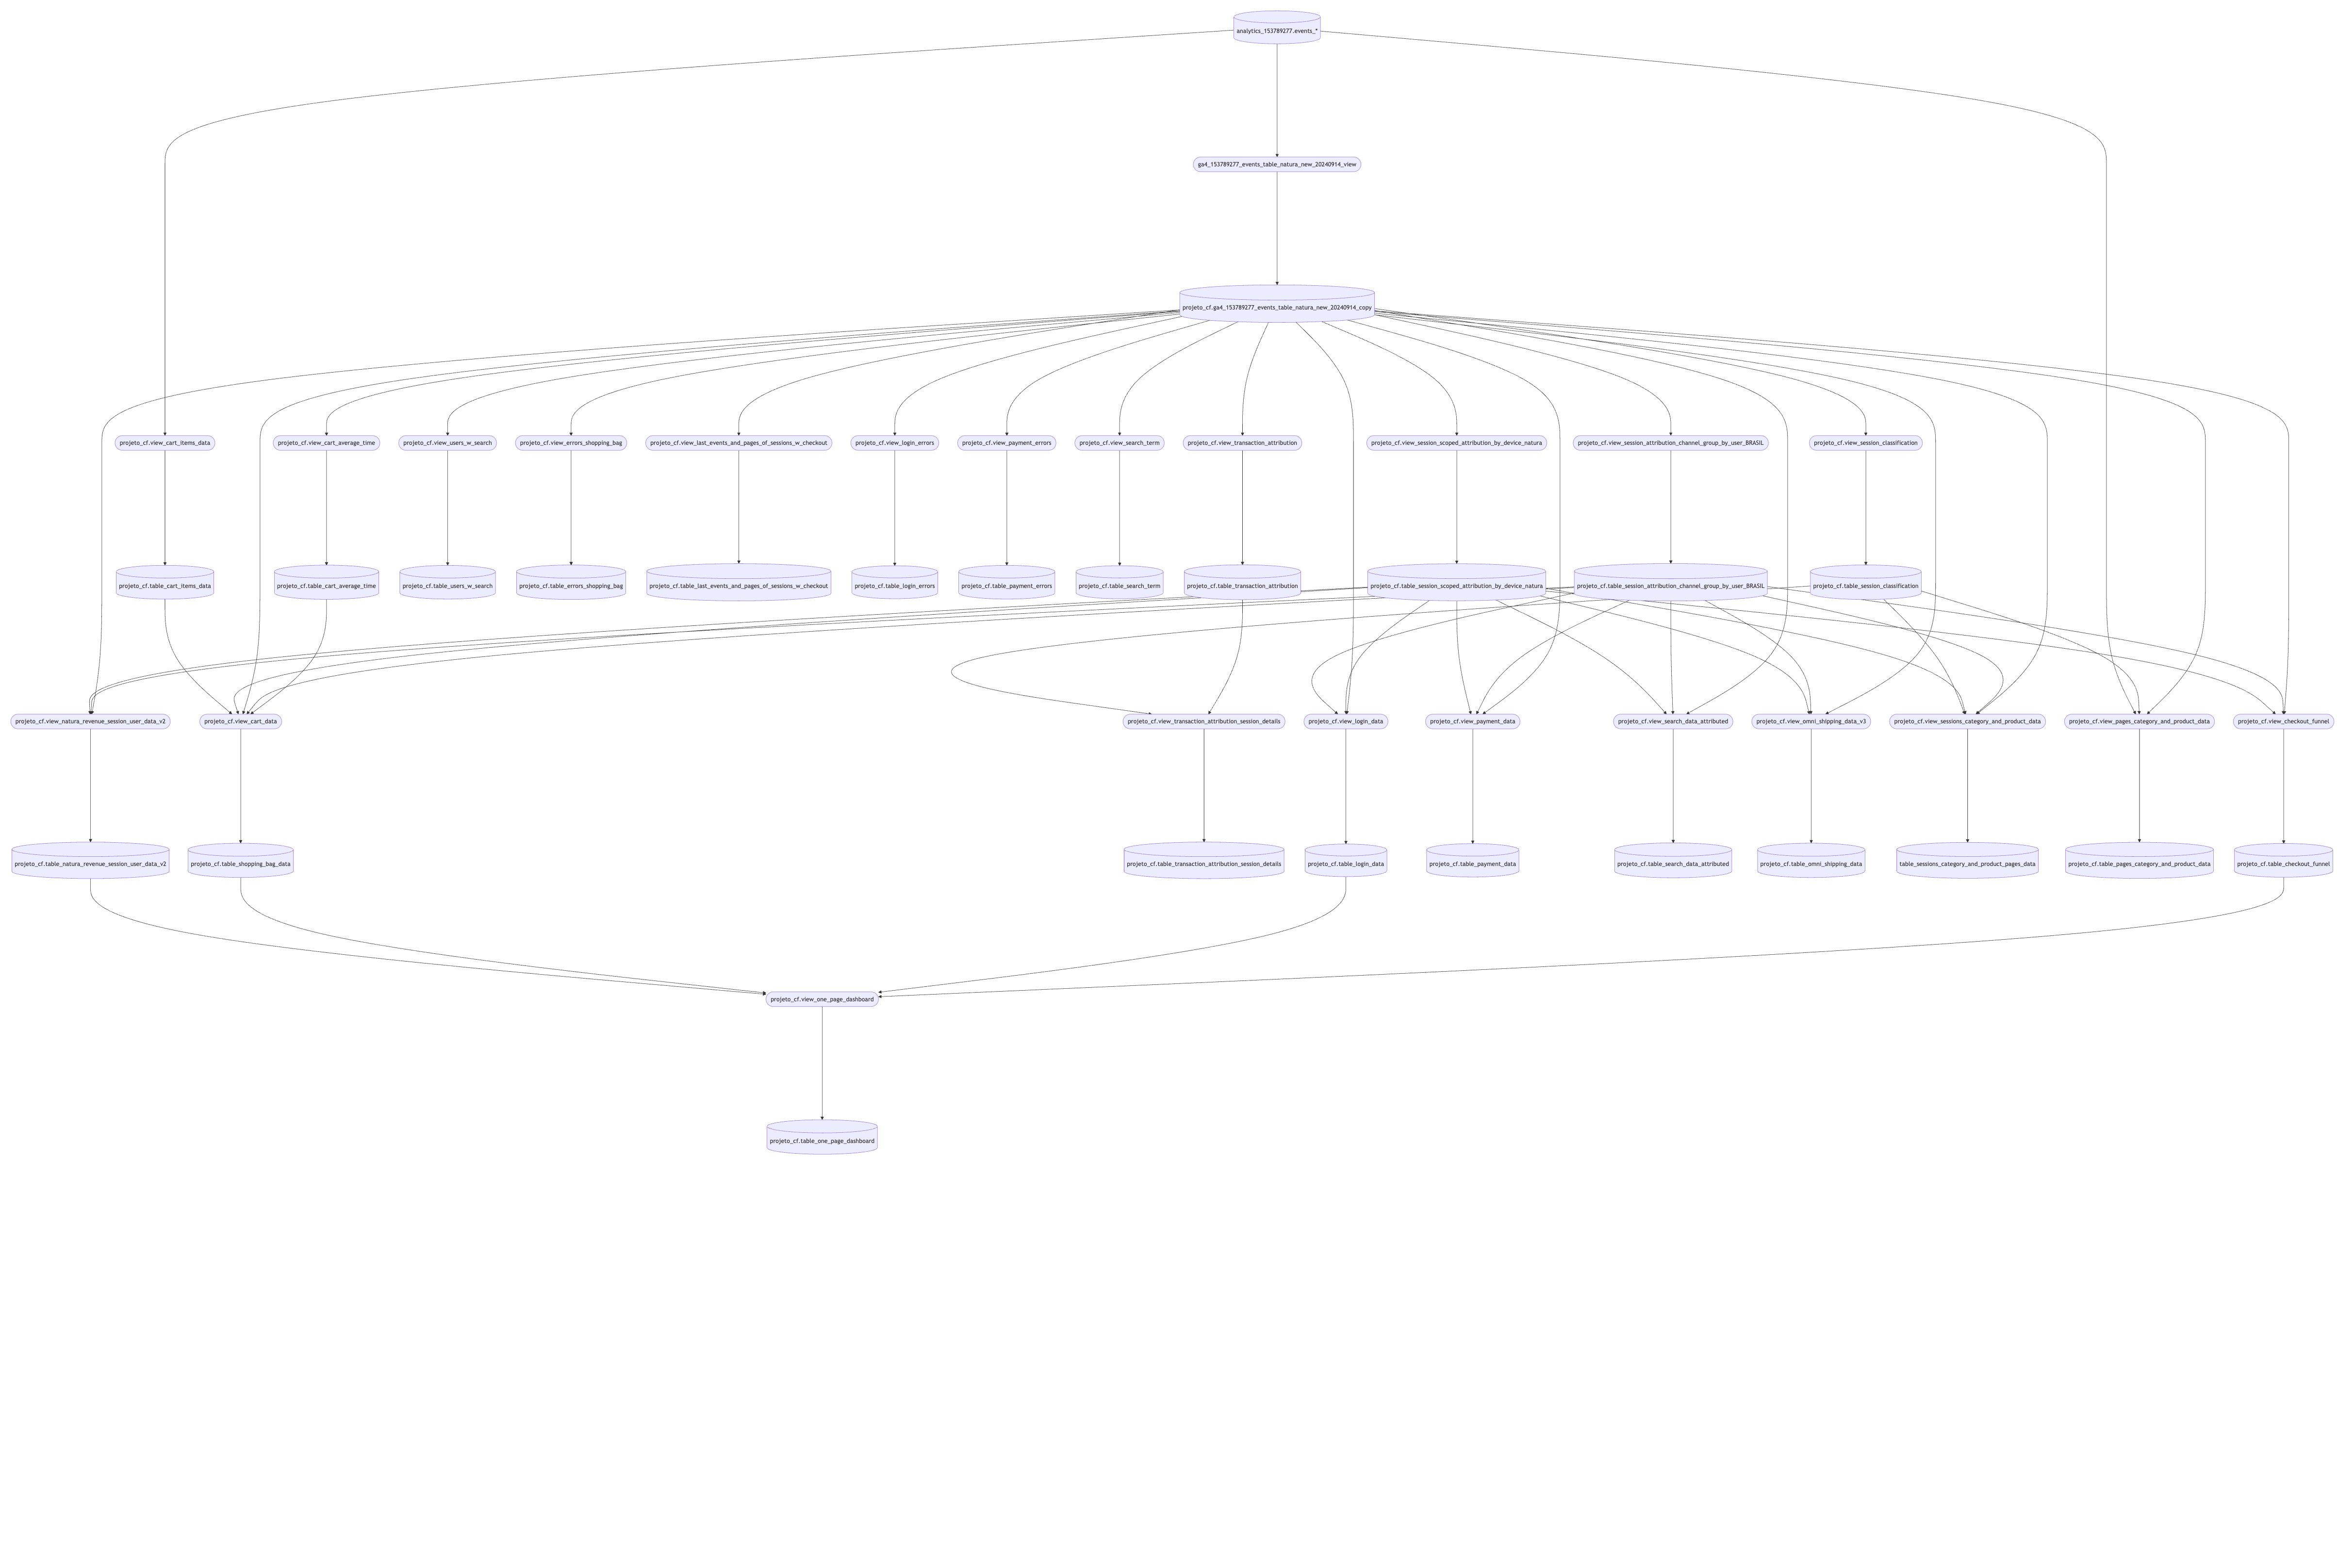 analytics_153789277.events_*
ga4_153789277_events_table_natura_new_20240914_view
projeto_cf.ga4_153789277_events_table_natura_new_20240914_copy
projeto_cf.view_cart_items_data
projeto_cf.view_cart_average_time
projeto_cf.view_users_w_search
projeto_cf.view_errors_shopping_bag
projeto_cf.view_last_events_and_pages_of_sessions_w_checkout
projeto_cf.view_login_errors
projeto_cf.view_payment_errors
projeto_cf.view_search_term
projeto_cf.view_transaction_attribution
projeto_cf.view_session_scoped_attribution_by_device_natura
projeto_cf.view_session_attribution_channel_group_by_user_BRASIL
projeto_cf.view_session_classification
projeto_cf.table_cart_items_data
projeto_cf.table_cart_average_time
projeto_cf.table_users_w_search
projeto_cf.table_errors_shopping_bag
projeto_cf.table_last_events_and_pages_of_sessions_w_checkout
projeto_cf.table_login_errors
projeto_cf.table_payment_errors
projeto_cf.table_search_term
projeto_cf.table_transaction_attribution
projeto_cf.table_session_scoped_attribution_by_device_natura
projeto_cf.table_session_attribution_channel_group_by_user_BRASIL
projeto_cf.table_session_classification
projeto_cf.view_natura_revenue_session_user_data_v2
projeto_cf.view_cart_data
projeto_cf.view_transaction_attribution_session_details
projeto_cf.view_login_data
projeto_cf.view_payment_data
projeto_cf.view_search_data_attributed
projeto_cf.view_omni_shipping_data_v3
projeto_cf.view_sessions_category_and_product_data
projeto_cf.view_pages_category_and_product_data
projeto_cf.view_checkout_funnel
projeto_cf.table_natura_revenue_session_user_data_v2
projeto_cf.table_shopping_bag_data
projeto_cf.table_transaction_attribution_session_details
projeto_cf.table_login_data
projeto_cf.table_payment_data
projeto_cf.table_search_data_attributed
projeto_cf.table_omni_shipping_data
table_sessions_category_and_product_pages_data
projeto_cf.table_pages_category_and_product_data
projeto_cf.table_checkout_funnel
projeto_cf.view_one_page_dashboard
projeto_cf.table_one_page_dashboard